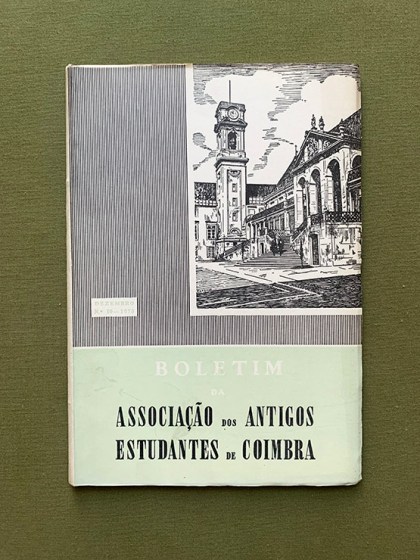 DEZEMBRO
BOLETIM
DA
ASSOCIAÇÃO DOS ANTIGOS
ESTUDANTES DE COIMBRA